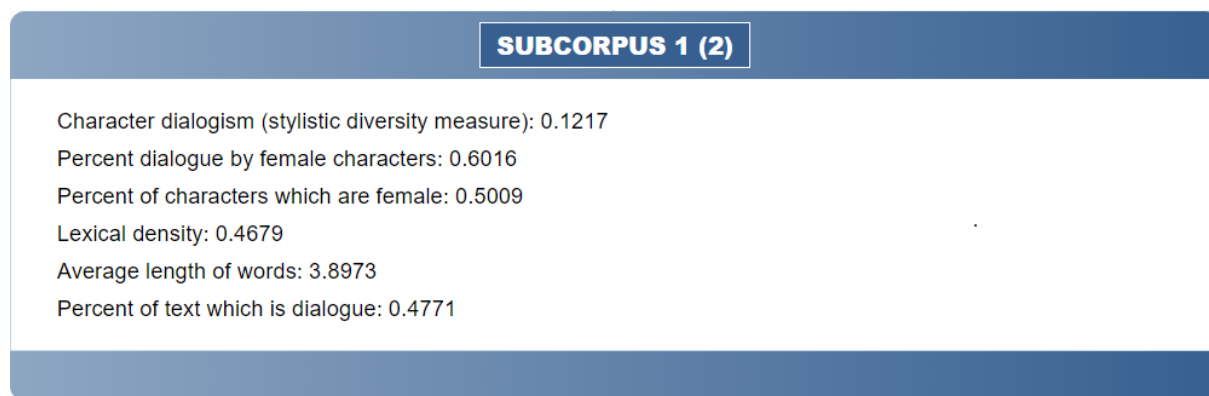 SUBCORPUS 1 (2)
Character dialogism (stylistic diversity measure): 0.1217
Percent dialogue by female characters: 0.6016
Percent of characters which are female: 0.5009
Lexical density: 0.4679
Average length of words: 3.8973
Percent of text which is dialogue: 0.4771